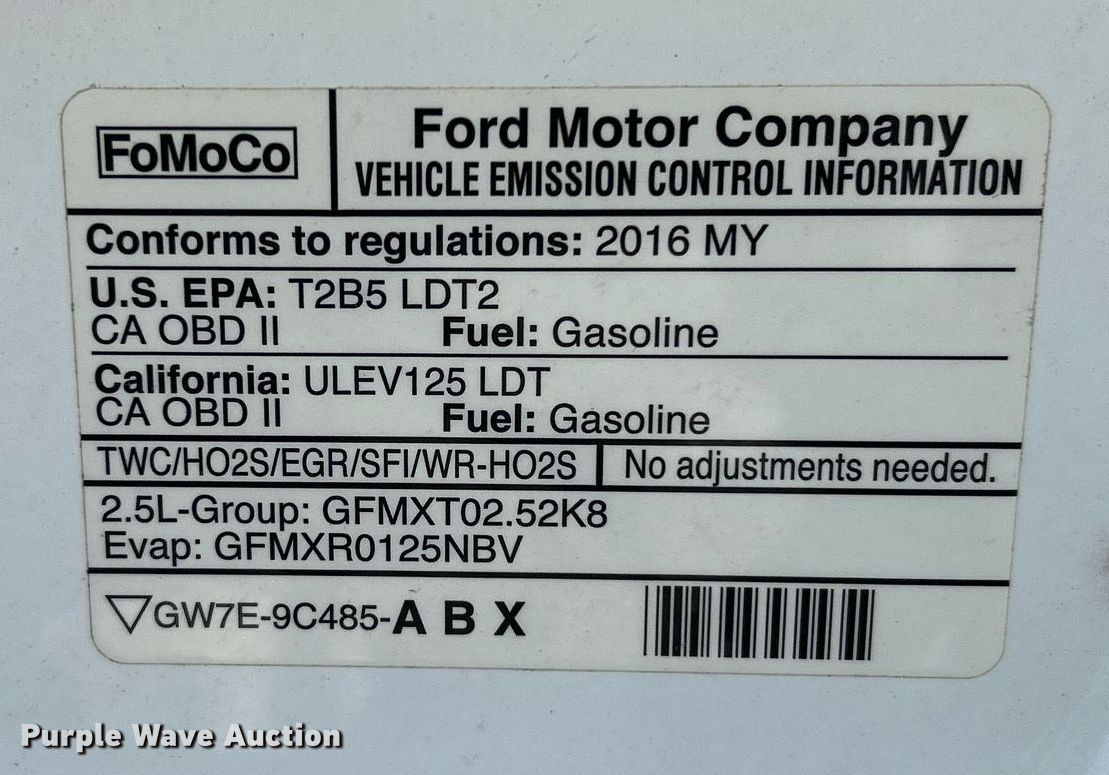 FoMoCo
Ford Motor Company
VEHICLE EMISSION CONTROL INFORMATION
Conforms to regulations: 2016 MY
U.S. EPA: T2B5 LDT2
CA OBD II Fuel: Gasoline
California: ULEV125 LDT
CA OBD II Fuel: Gasoline
TWC/HO2S/EGR/SFI/WR-HO2S No adjustments needed.
2.5L-Group: GFMXT02.52K8
Evap: GFMXR0125NBV
▽GW7E-9C485-A B X
Purple Wave Auction